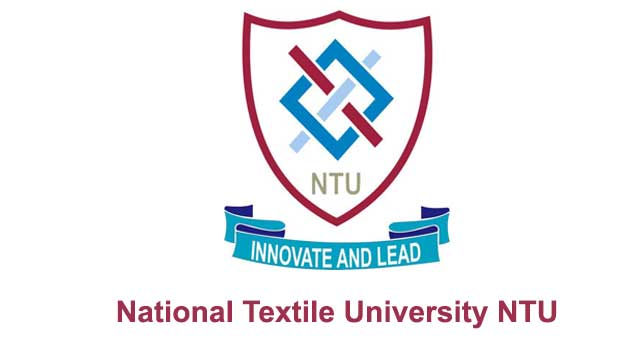 NTU
INNOVATE AND LEAD
National Textile University NTU